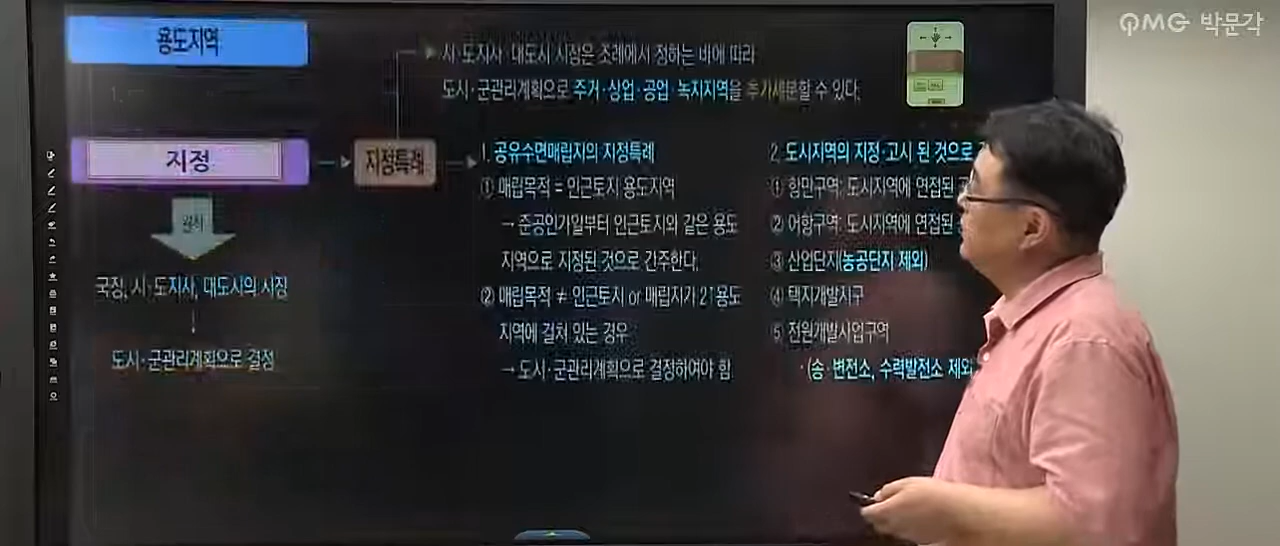 박문각
용도지역
시·도지사·대도시 시장은 조례에서 정하는 바에 따라
도시·군관리계획으로 주거·상업·공업·녹지지역을 추가세분할 수 있다.
지정
지정특례
원칙
국장, 시·도지사, 대도시의 시장
도시·군관리계획으로 결정
1. 공유수면매립지의 지정특례
① 매립목적 = 인근토지 용도지역
→ 준공인가일부터 인근토지와 같은 용도
지역으로 지정된 것으로 간주한다.
② 매립목적 ≠ 인근토지 or 매립지가 2↑용도
지역에 걸쳐 있는 경우
→ 도시·군관리계획으로 결정하여야 함
2. 도시지역의 지정·고시 된 것으로
① 항만구역: 도시지역에 연접된
② 어항구역: 도시지역에 연접된
③ 산업단지(농공단지 제외)
④ 택지개발지구
⑤ 전원개발사업구역
(송·변전소, 수력발전소 제외